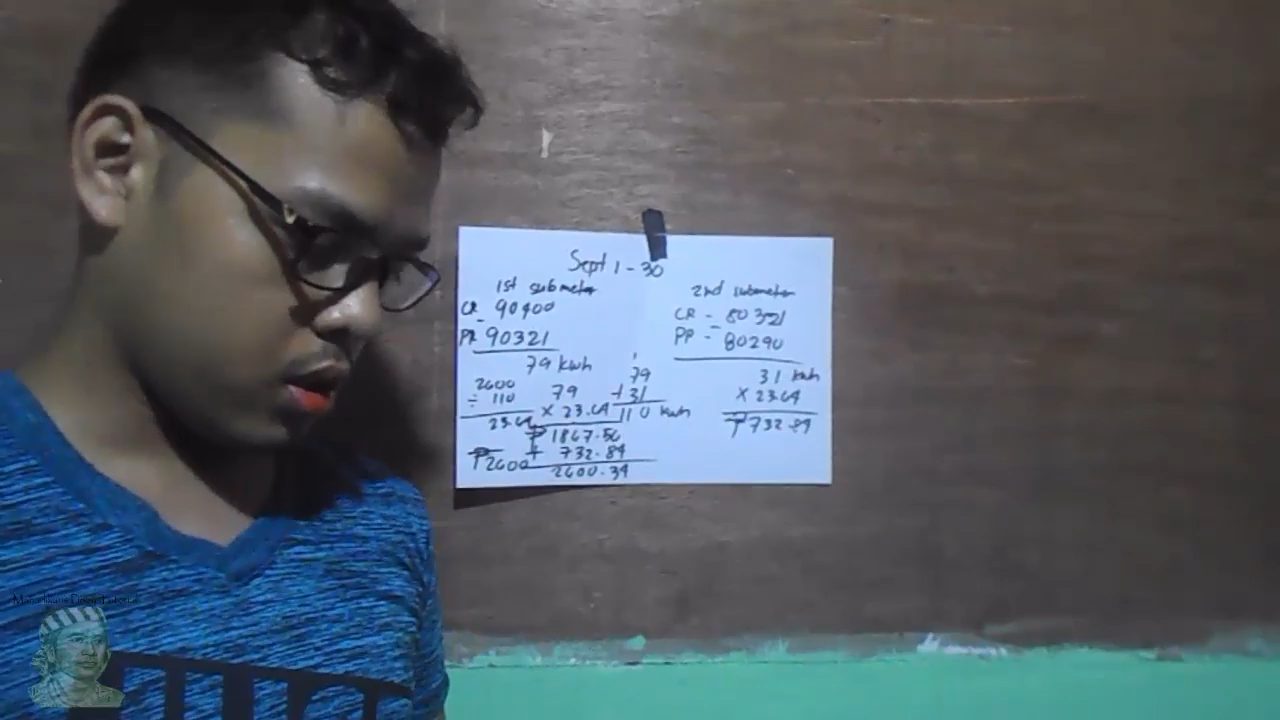 Sept 1 - 30
1st submeter
CR 90400
-
PR 90321
79 kwh
2600
÷ 110
23.64
79
x 23.64
₱1867.56
+ 732.84
2600.34
₱2600
79
+31
110 kwh
2nd submeter
CR - 80321
-
PP - 80290
31 kwh
x 23.64
₱732.84